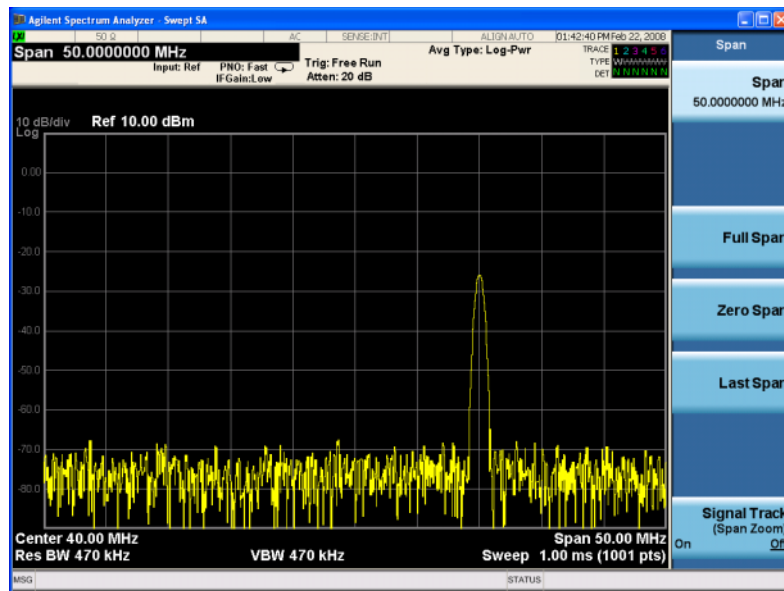 Agilent Spectrum Analyzer - Swept SA
50 Ω AC SENSE:INT ALIGN AUTO 01:42:40 PM Feb 22, 2008
Span 50.0000000 MHz
Input: Ref
PNO: Fast
IFGain:Low
Trig: Free Run
Atten: 20 dB
Avg Type: Log-Pwr
TRACE 1 2 3 4 5 6
TYPE WWWWWW
DET N N N N N N
10 dB/div Ref 10.00 dBm
Log
0.00
-10.0
-20.0
-30.0
-40.0
-50.0
-60.0
-70.0
-80.0
Center 40.00 MHz Span 50.00 MHz
Res BW 470 kHz VBW 470 kHz Sweep 1.00 ms (1001 pts)
MSG STATUS
Span
Span
50.0000000 MHz
Full Span
Zero Span
Last Span
Signal Track
(Span Zoom)
On Off